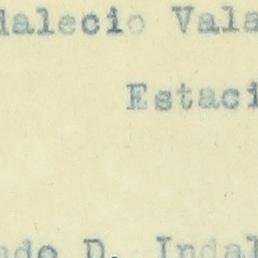 dalecio Vala
Estaci
ado D. Indal